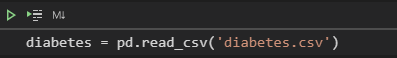 M↓
diabetes = pd.read_csv('diabetes.csv')